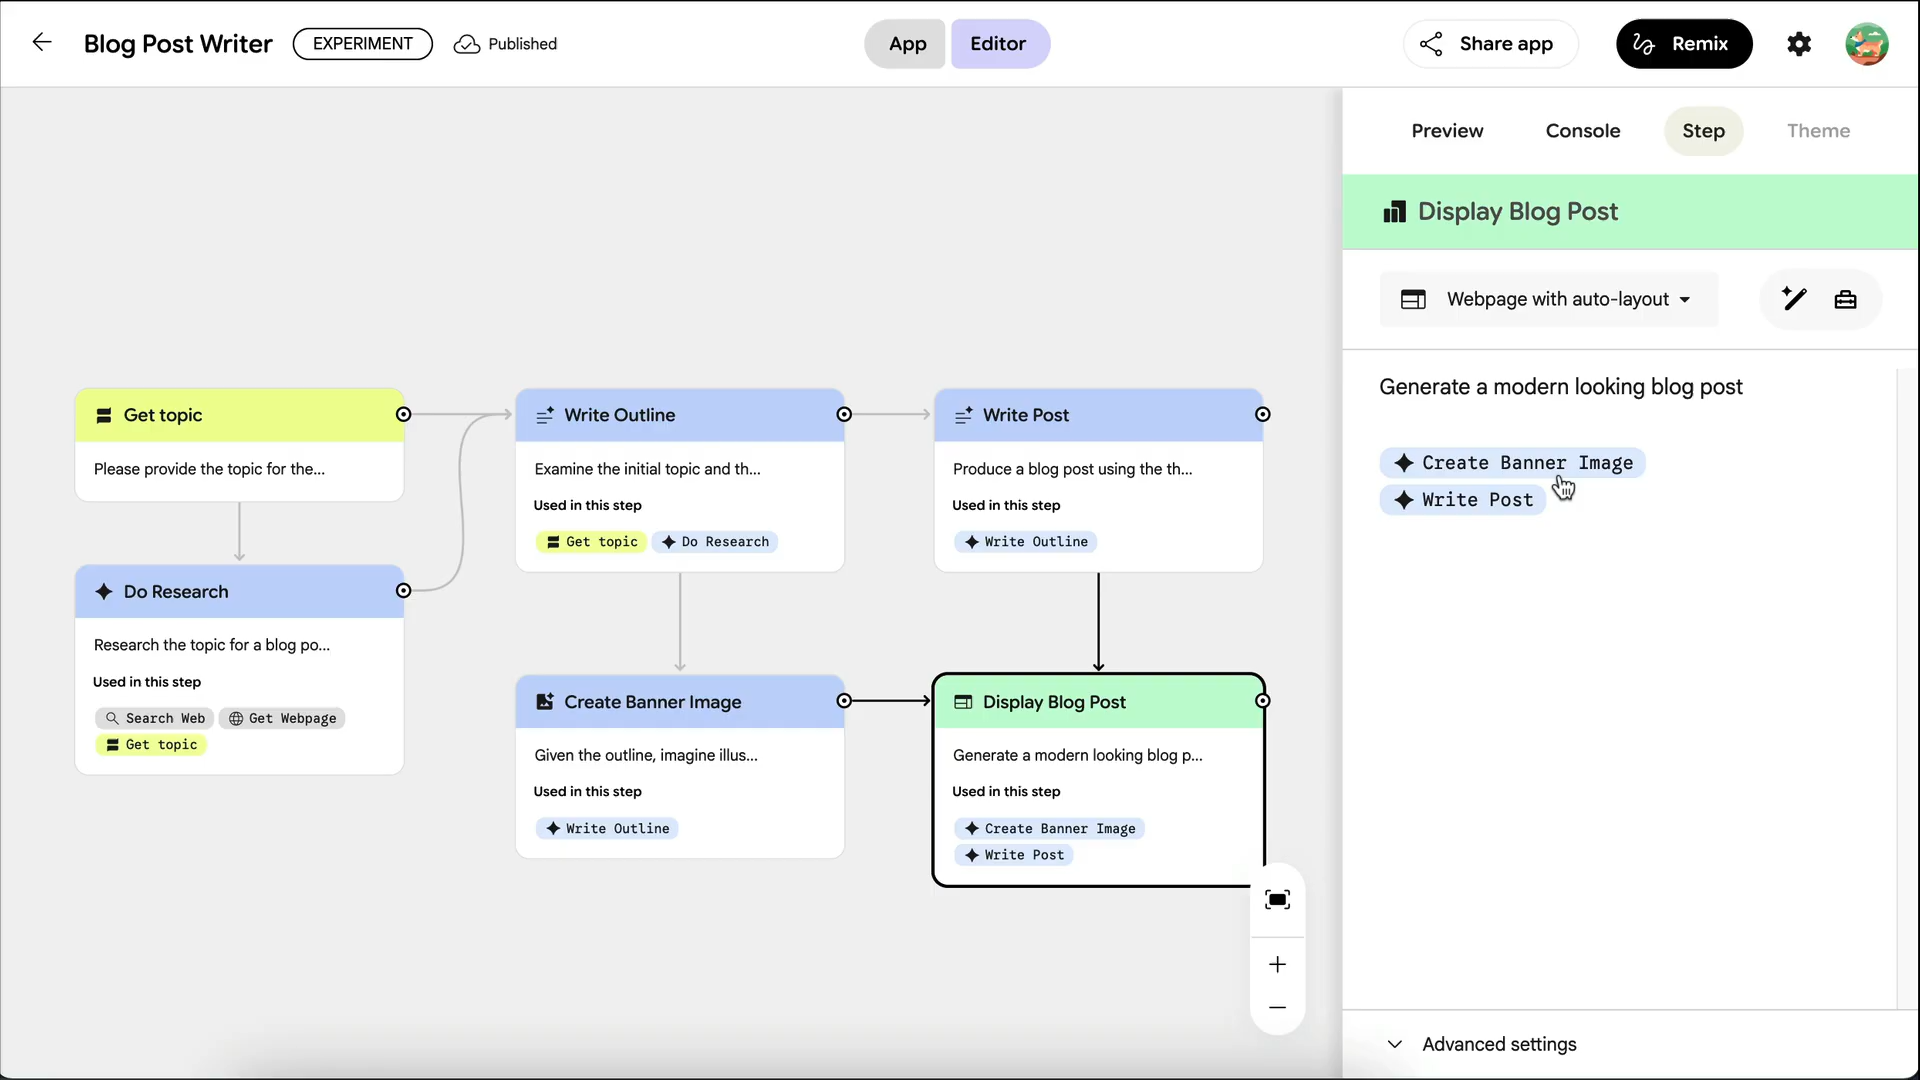 Blog Post Writer
EXPERIMENT
Published
App
Editor
Share app
Remix
Preview
Console
Step
Theme
Display Blog Post
Webpage with auto-layout
Generate a modern looking blog post
Create Banner Image
Write Post
Advanced settings
Get topic
Please provide the topic for the...
Do Research
Research the topic for a blog po...
Used in this step
Search Web
Get Webpage
Get topic
Write Outline
Examine the initial topic and th...
Used in this step
Get topic
Do Research
Write Post
Produce a blog post using the th...
Used in this step
Write Outline
Create Banner Image
Given the outline, imagine illus...
Used in this step
Write Outline
Display Blog Post
Generate a modern looking blog p...
Used in this step
Create Banner Image
Write Post